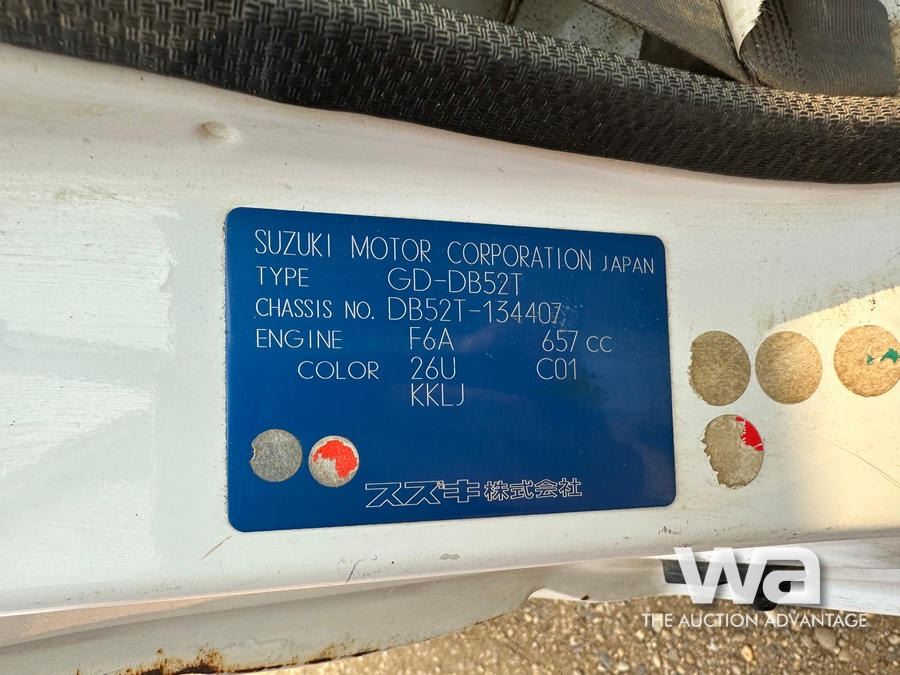 SUZUKI MOTOR CORPORATION JAPAN
TYPE GD-DB52T
CHASSIS NO. DB52T-134407
ENGINE F6A 657 CC
COLOR 26U C01
KKLJ
スズキ株式会社
wa
THE AUCTION ADVANTAGE